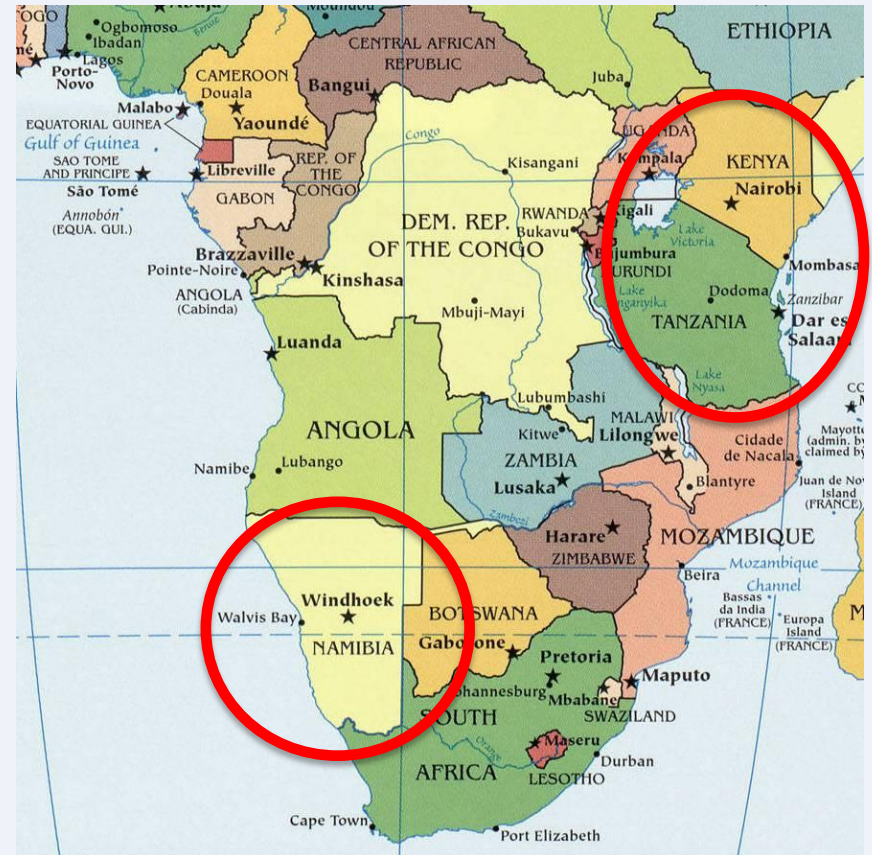 TOGO
Ogbomoso
Ibadan
Lagos
Porto-
Novo
Benue
CAMEROON
Douala
Yaoundé
Malabo
EQUATORIAL GUINEA
Gulf of Guinea
SAO TOME
AND PRINCIPE
São Tomé
Annobón
(EQUA. GUI.)
Libreville
GABON
CENTRAL AFRICAN
REPUBLIC
Bangui
Juba
ETHIOPIA
REP. OF
THE
CONGO
Congo
Kisangani
DEM. REP.
OF THE CONGO
Brazzaville
Pointe-Noire
Kinshasa
ANGOLA
(Cabinda)
Mbuji-Mayi
UGANDA
Kampala
KENYA
Nairobi
RWANDA
Kigali
Bukavu
Bujumbura
BURUNDI
Lake
Victoria
Lake
Mombasa
Dodoma
Zanzibar
TANZANIA
Dar es
Salaam
Lake
Nyasa
Luanda
ANGOLA
Lubango
Namibe
Lubumbashi
Kitwe
ZAMBIA
Lusaka
MALAWI
Lilongwe
Blantyre
Cidade
de Nacala
Mayotte
(admin. by
claimed by
Juan de Nov
Island
(FRANCE)
Zambezi
Harare
ZIMBABWE
MOZAMBIQUE
Beira
Mozambique
Channel
Bassas
da India
(FRANCE)
Europa
Island
(FRANCE)
Windhoek
Walvis Bay
NAMIBIA
BOTSWANA
Gaborone
Pretoria
Johannesburg
Mbabane
Maputo
SWAZILAND
SOUTH
AFRICA
Orange
Maseru
LESOTHO
Durban
Cape Town
Port Elizabeth